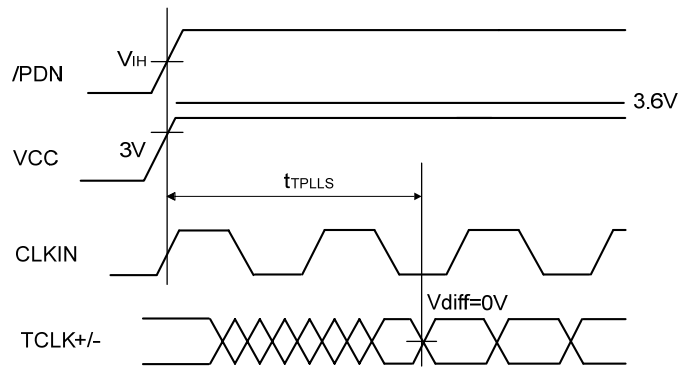 VIH
/PDN
3.6V
3V
VCC
tTPLLS
CLKIN
Vdiff=0V
TCLK+/-